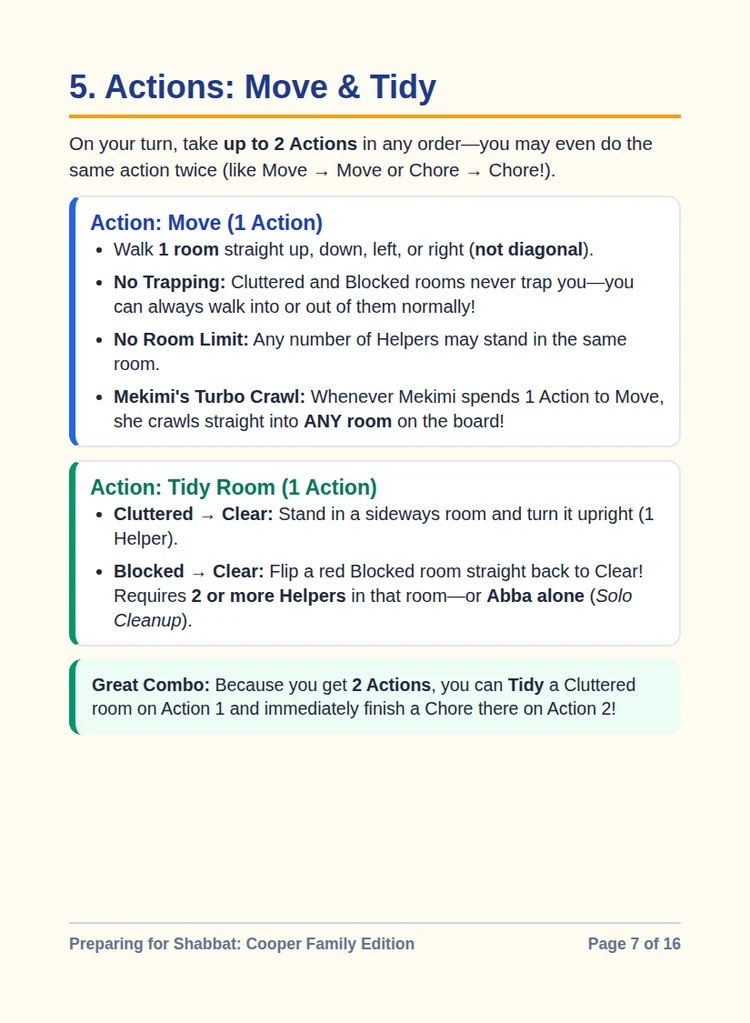 5. Actions: Move & Tidy
On your turn, take up to 2 Actions in any order—you may even do the
same action twice (like Move → Move or Chore → Chore!).
Action: Move (1 Action)
• Walk 1 room straight up, down, left, or right (not diagonal).
• No Trapping: Cluttered and Blocked rooms never trap you—you
can always walk into or out of them normally!
• No Room Limit: Any number of Helpers may stand in the same
room.
• Mekimi's Turbo Crawl: Whenever Mekimi spends 1 Action to Move,
she crawls straight into ANY room on the board!
Action: Tidy Room (1 Action)
• Cluttered → Clear: Stand in a sideways room and turn it upright (1
Helper).
• Blocked → Clear: Flip a red Blocked room straight back to Clear!
Requires 2 or more Helpers in that room—or Abba alone (Solo
Cleanup).
Great Combo: Because you get 2 Actions, you can Tidy a Cluttered
room on Action 1 and immediately finish a Chore there on Action 2!
Preparing for Shabbat: Cooper Family Edition
Page 7 of 16